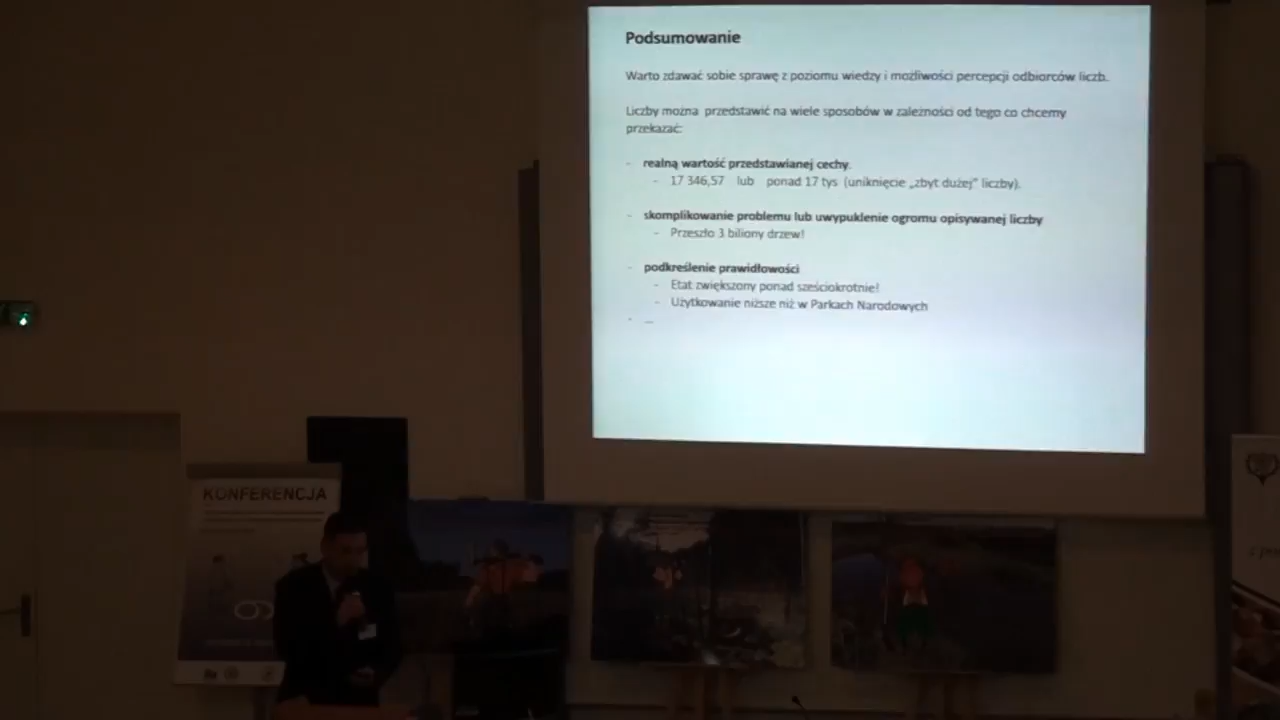 Podsumowanie
Warto zdawać sobie sprawę z poziomu wiedzy i możliwości percepcji odbiorców liczb.
Liczby można przedstawić na wiele sposobów w zależności od tego co chcemy
przekazać:
- realną wartość przedstawianej cechy.
- 17 346,57 lub ponad 17 tys (uniknięcie „zbyt dużej" liczby).
- skomplikowanie problemu lub uwypuklenie ogromu opisywanej liczby
- Przeszło 3 biliony drzew!
- podkreślenie prawidłowości
- Etat zwiększony ponad sześciokrotnie!
- Użytkowanie niższe niż w Parkach Narodowych
- ...
KONFERENCJA